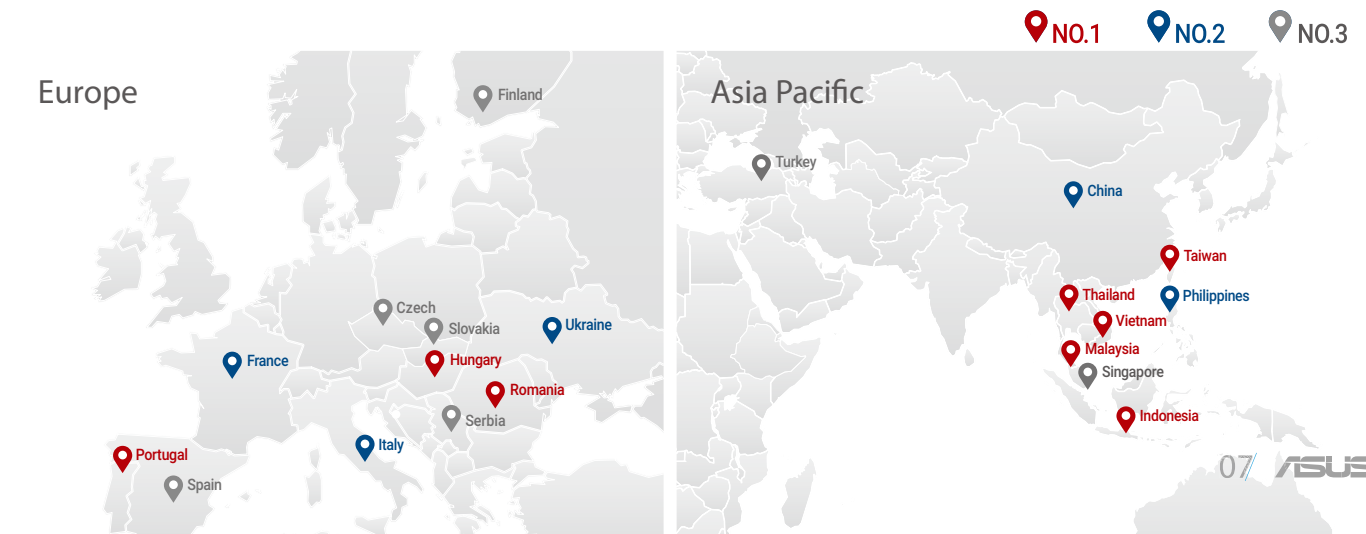 NO.1
NO.2
NO.3
Europe
Finland
Czech
Slovakia
Ukraine
Hungary
France
Romania
Serbia
Italy
Portugal
Spain
Asia Pacific
Turkey
China
Taiwan
Thailand
Philippines
Vietnam
Malaysia
Singapore
Indonesia
07/ ASUS